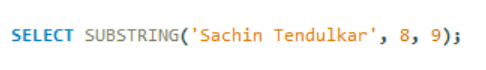 SELECT SUBSTRING('Sachin Tendulkar', 8, 9);